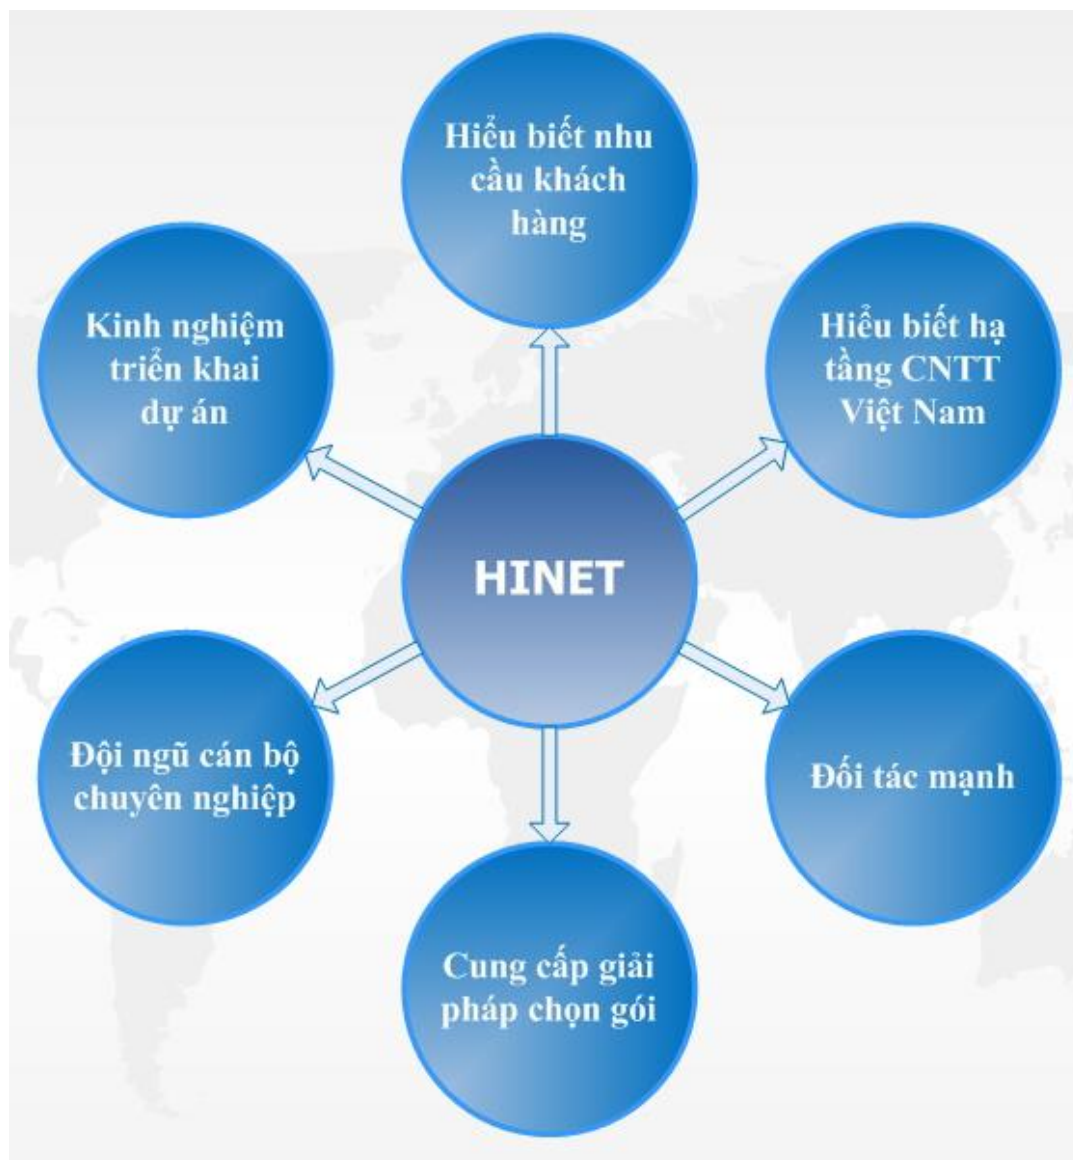 Hiểu biết nhu
cầu khách
hàng
Kinh nghiệm
triển khai
dự án
Hiểu biết hạ
tầng CNTT
Việt Nam
HINET
Đội ngũ cán bộ
chuyên nghiệp
Đối tác mạnh
Cung cấp giải
pháp chọn gói